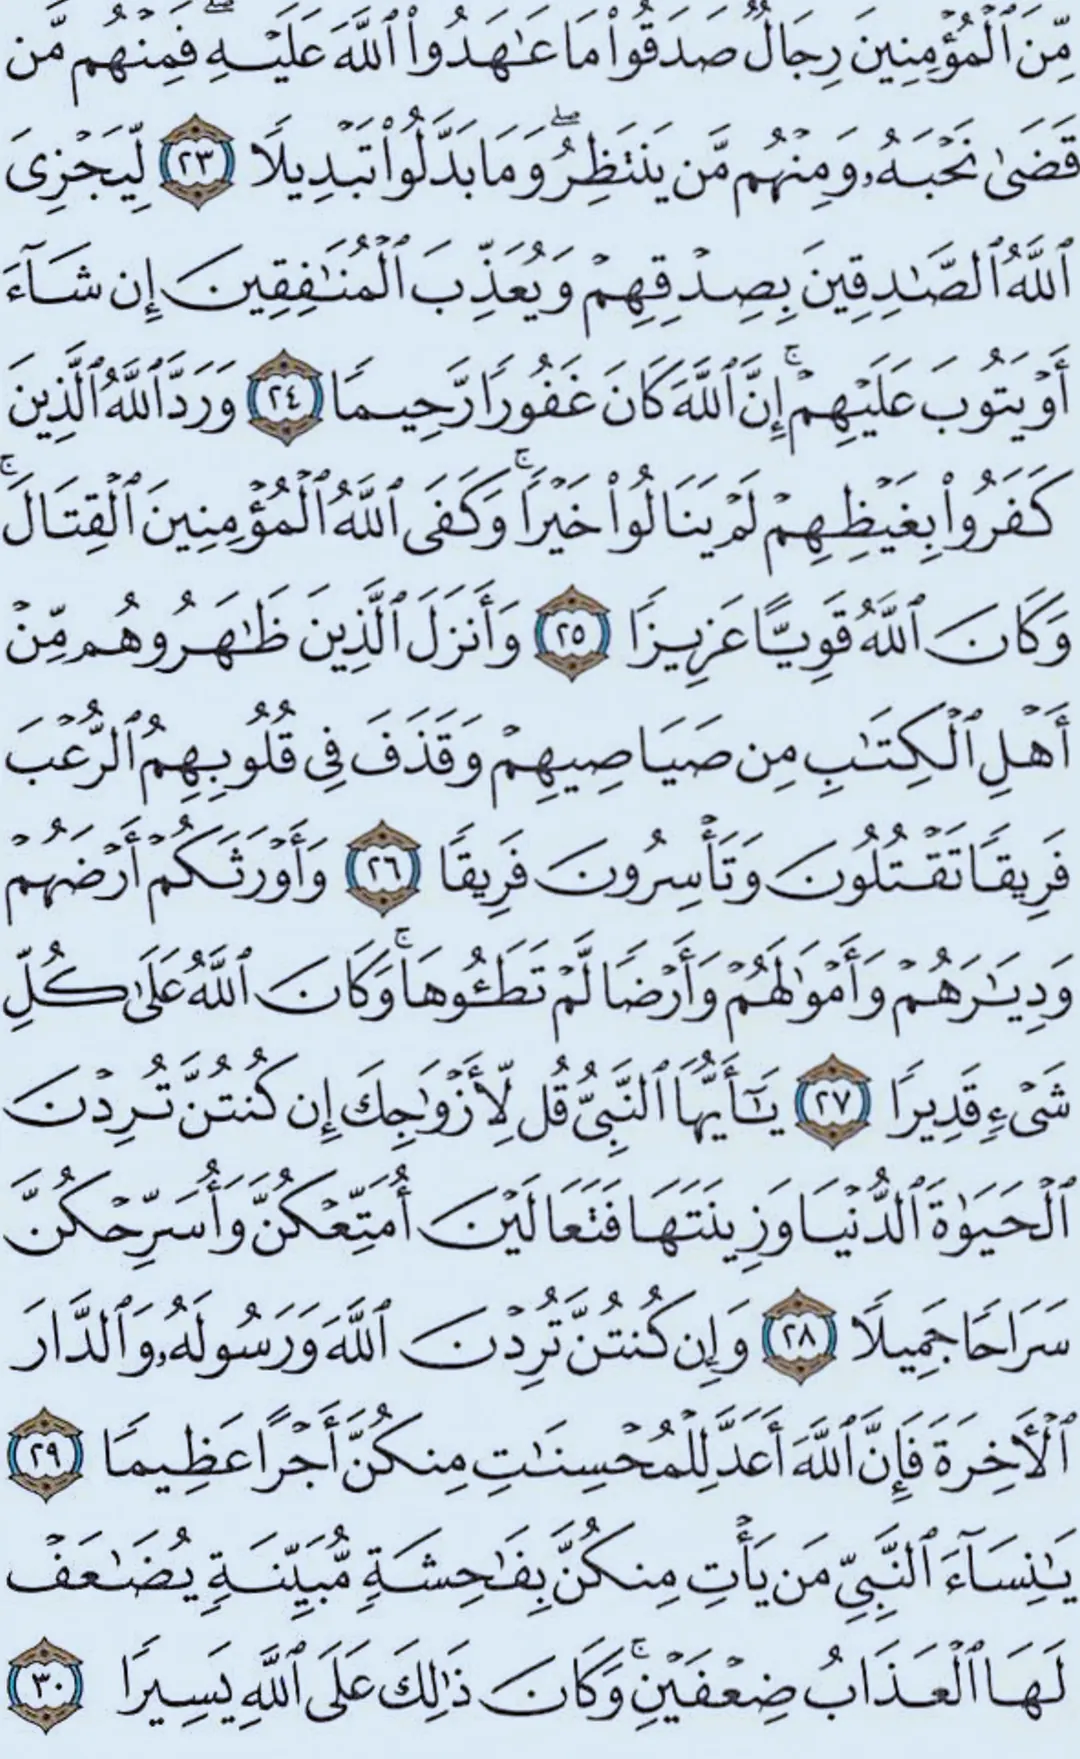 مِّنَ ٱلْمُؤْمِنِينَ رِجَالٌ صَدَقُوا۟ مَا عَـٰهَدُوا۟ ٱللَّهَ عَلَيْهِ ۖ فَمِنْهُم مَّن
قَضَىٰ نَحْبَهُۥ وَمِنْهُم مَّن يَنتَظِرُ ۖ وَمَا بَدَّلُوا۟ تَبْدِيلًا ٢٣ لِّيَجْزِىَ
ٱللَّهُ ٱلصَّـٰدِقِينَ بِصِدْقِهِمْ وَيُعَذِّبَ ٱلْمُنَـٰفِقِينَ إِن شَآءَ
أَوْ يَتُوبَ عَلَيْهِمْ ۚ إِنَّ ٱللَّهَ كَانَ غَفُورًا رَّحِيمًا ٢٤ وَرَدَّ ٱللَّهُ ٱلَّذِينَ
كَفَرُوا۟ بِغَيْظِهِمْ لَمْ يَنَالُوا۟ خَيْرًا ۚ وَكَفَى ٱللَّهُ ٱلْمُؤْمِنِينَ ٱلْقِتَالَ ۚ
وَكَانَ ٱللَّهُ قَوِيًّا عَزِيزًا ٢٥ وَأَنزَلَ ٱلَّذِينَ ظَـٰهَرُوهُم مِّنْ
أَهْلِ ٱلْكِتَـٰبِ مِن صَيَاصِيهِمْ وَقَذَفَ فِى قُلُوبِهِمُ ٱلرُّعْبَ
فَرِيقًا تَقْتُلُونَ وَتَأْسِرُونَ فَرِيقًا ٢٦ وَأَوْرَثَكُمْ أَرْضَهُمْ
وَدِيَـٰرَهُمْ وَأَمْوَٰلَهُمْ وَأَرْضًا لَّمْ تَطَـُٔوهَا ۚ وَكَانَ ٱللَّهُ عَلَىٰ كُلِّ
شَىْءٍ قَدِيرًا ٢٧ يَـٰٓأَيُّهَا ٱلنَّبِىُّ قُل لِّأَزْوَٰجِكَ إِن كُنتُنَّ تُرِدْنَ
ٱلْحَيَوٰةَ ٱلدُّنْيَا وَزِينَتَهَا فَتَعَالَيْنَ أُمَتِّعْكُنَّ وَأُسَرِّحْكُنَّ
سَرَاحًا جَمِيلًا ٢٨ وَإِن كُنتُنَّ تُرِدْنَ ٱللَّهَ وَرَسُولَهُۥ وَٱلدَّارَ
ٱلْـَٔاخِرَةَ فَإِنَّ ٱللَّهَ أَعَدَّ لِلْمُحْسِنَـٰتِ مِنكُنَّ أَجْرًا عَظِيمًا ٢٩
يَـٰنِسَآءَ ٱلنَّبِىِّ مَن يَأْتِ مِنكُنَّ بِفَـٰحِشَةٍ مُّبَيِّنَةٍ يُضَـٰعَفْ
لَهَا ٱلْعَذَابُ ضِعْفَيْنِ ۚ وَكَانَ ذَٰلِكَ عَلَى ٱللَّهِ يَسِيرًا ٣٠